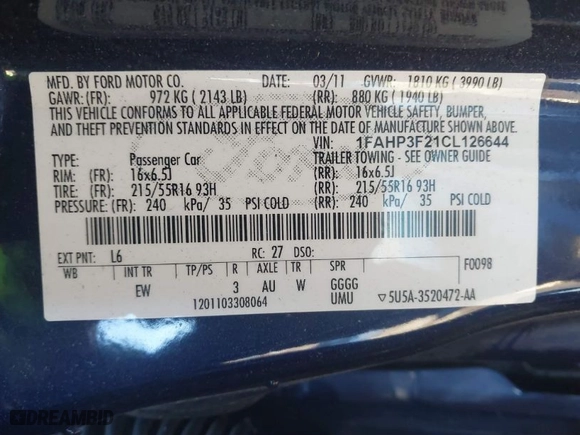 MFD. BY FORD MOTOR CO. DATE: 03/11 GVWR: 1810 KG ( 3990 LB)
GAWR: (FR): 972 KG ( 2143 LB) (RR): 880 KG ( 1940 LB)
THIS VEHICLE CONFORMS TO ALL APPLICABLE FEDERAL MOTOR VEHICLE SAFETY, BUMPER,
AND THEFT PREVENTION STANDARDS IN EFFECT ON THE DATE OF MANUFACTURE SHOWN ABOVE.
VIN: 1FAHP3F21CL126644
TYPE: Passenger Car TRAILER TOWING - SEE OWNER GUIDE
RIM: (FR): 16x6.5J (RR): 16x6.5J
TIRE: (FR): 215/55R16 93H (RR): 215/55R16 93H
PRESSURE: (FR): 240 kPa/ 35 PSI COLD (RR): 240 kPa/ 35 PSI COLD
EXT PNT: L6 RC: 27 DSO: F0098
WB INT TR TP/PS R AXLE TR SPR
EW 3 AU W GGGG
1201103308064 UMU ▽5U5A-3520472-AA
DREAMBID